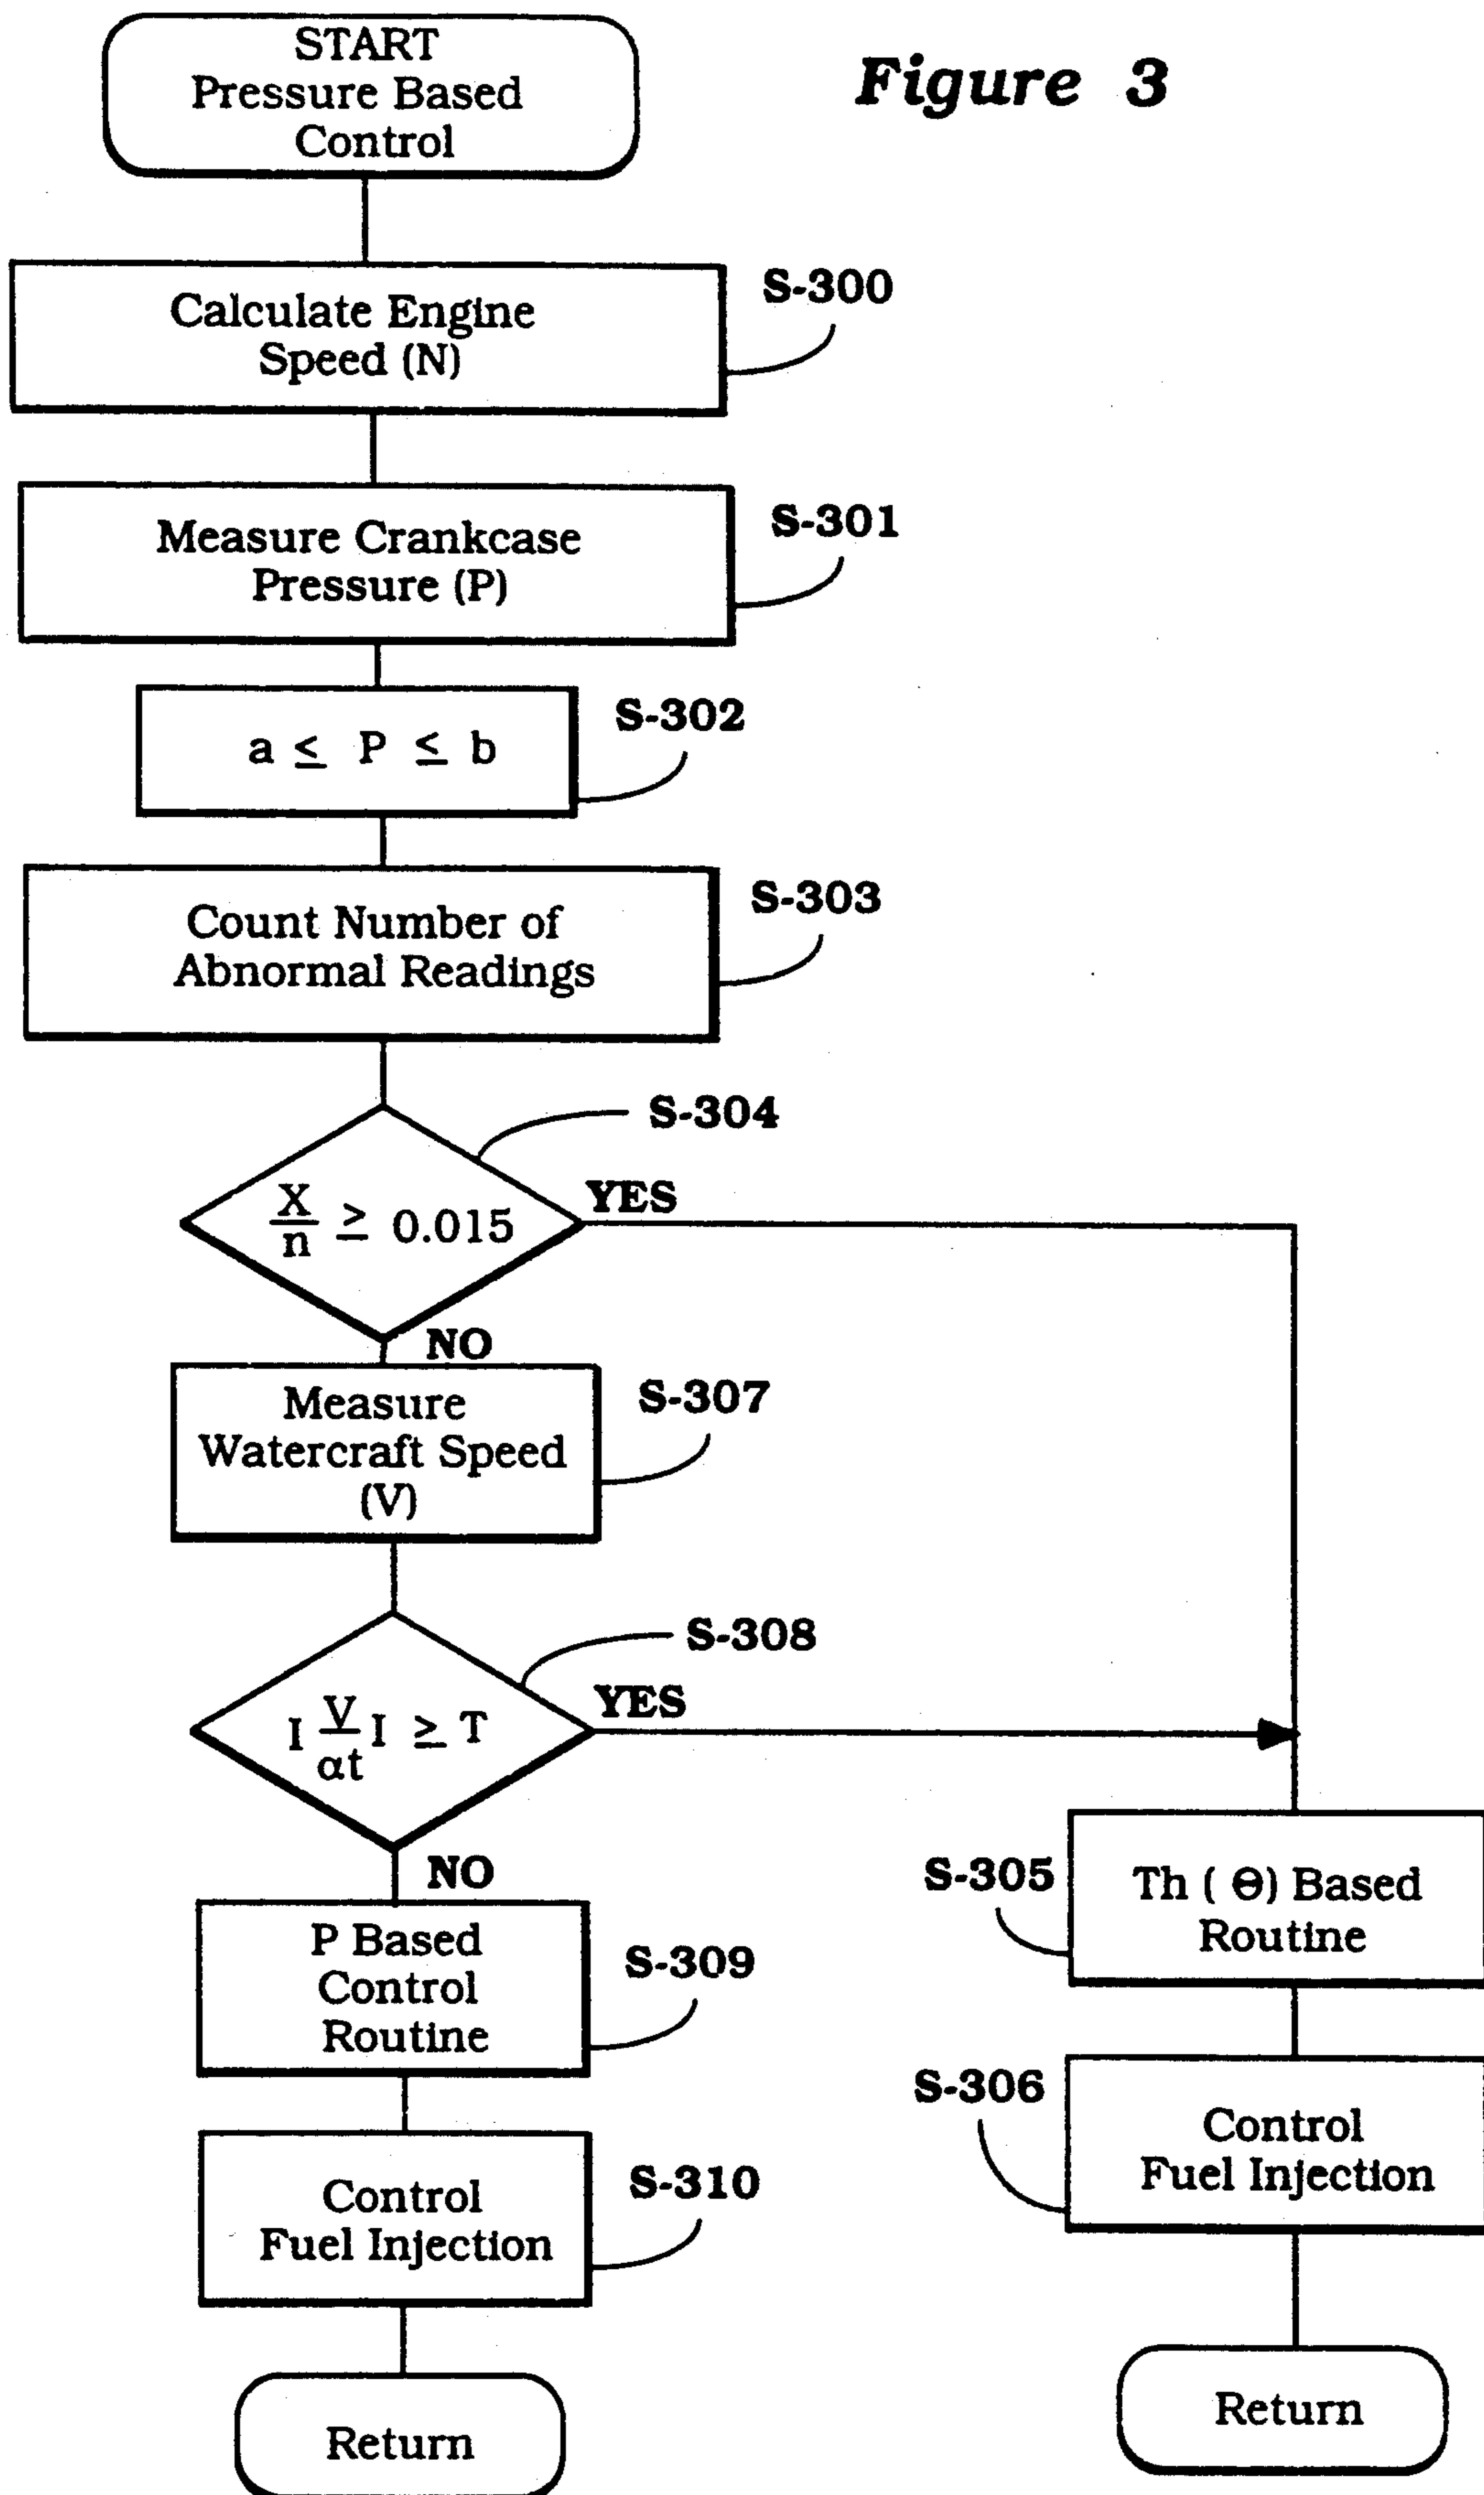 START
Pressure Based
Control
Figure 3
Calculate Engine
Speed (N)
S-300
Measure Crankcase
Pressure (P)
S-301
a ≤ P ≤ b
S-302
Count Number of
Abnormal Readings
S-303
S-304
X/n ≥ 0.015
YES
NO
Measure
Watercraft Speed
(V)
S-307
S-308
I V/αt I ≥ T
YES
NO
P Based
Control
Routine
S-309
S-305
Th ( Θ) Based
Routine
S-306
Control
Fuel Injection
Control
Fuel Injection
S-310
Return
Return